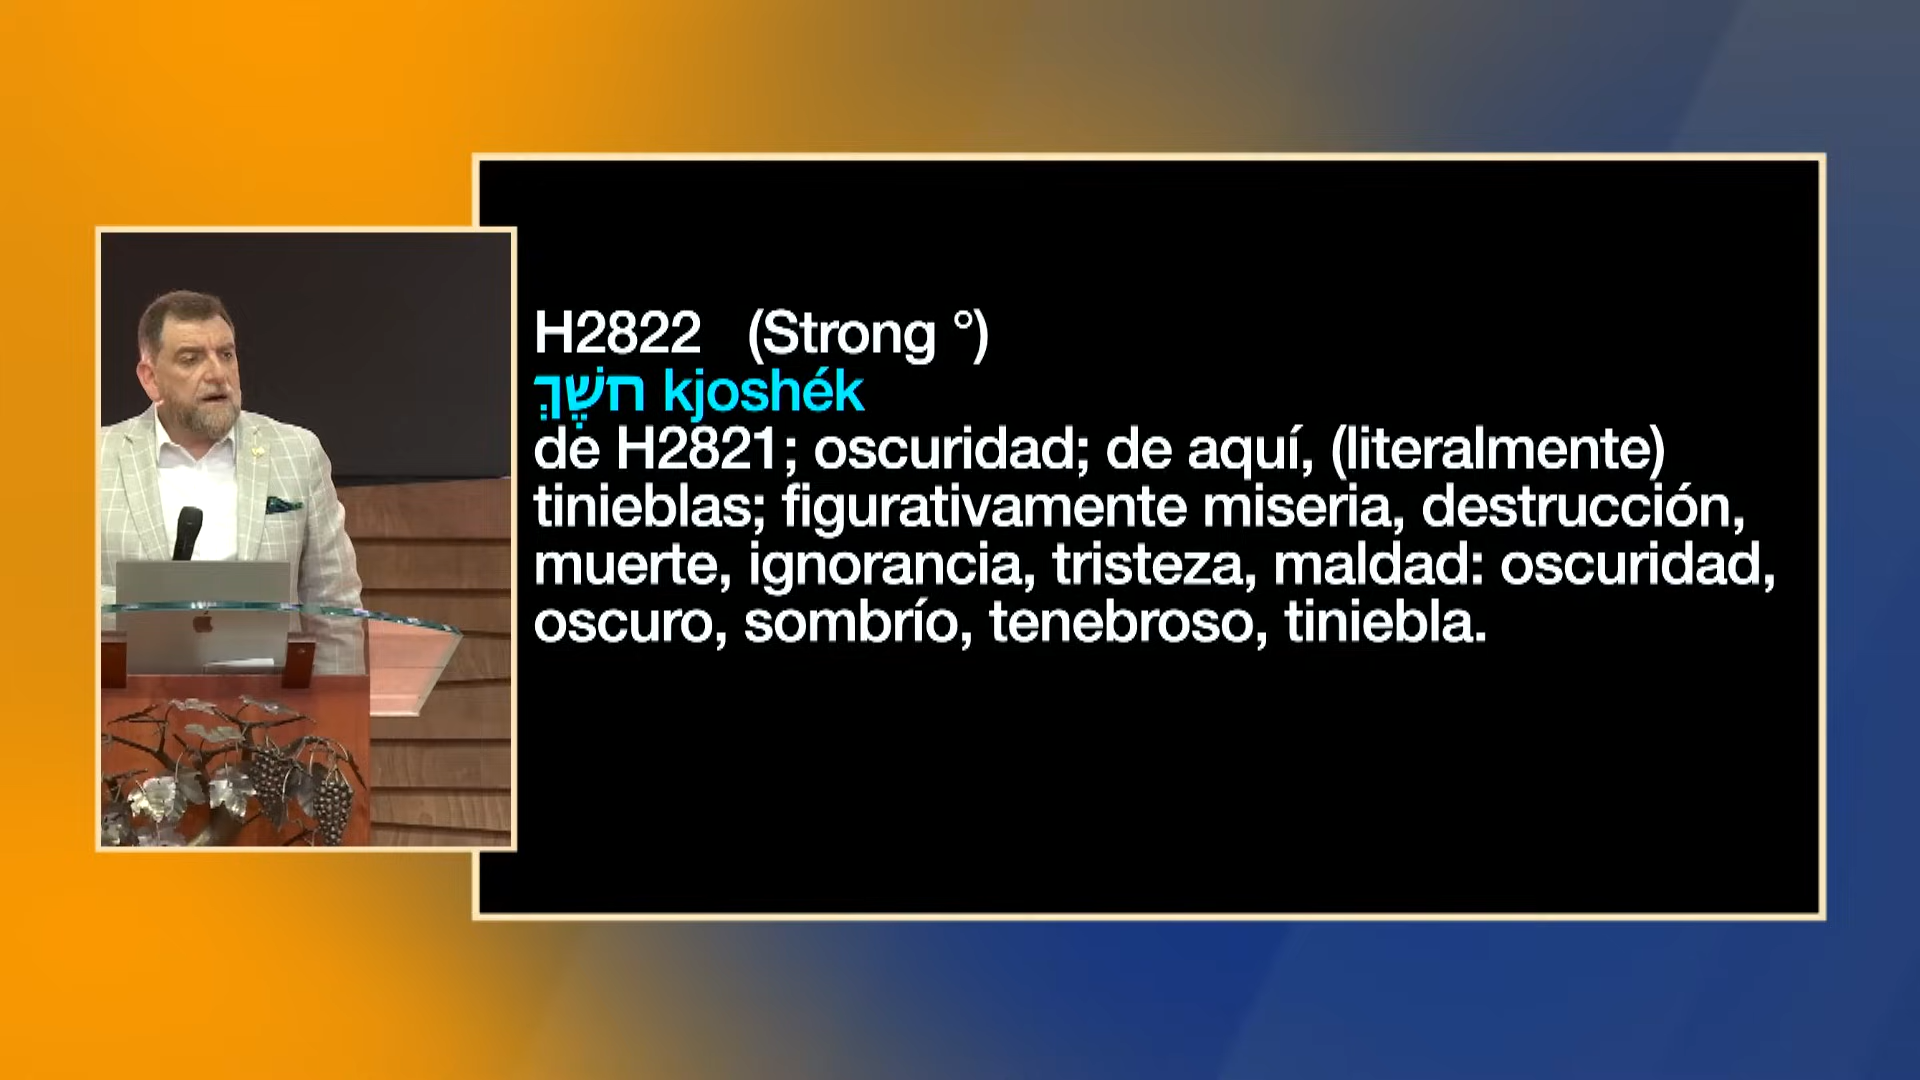 H2822 (Strong °)
חשֶׁךְ kjoshék
de H2821; oscuridad; de aquí, (literalmente)
tinieblas; figurativamente miseria, destrucción,
muerte, ignorancia, tristeza, maldad: oscuridad,
oscuro, sombrío, tenebroso, tiniebla.